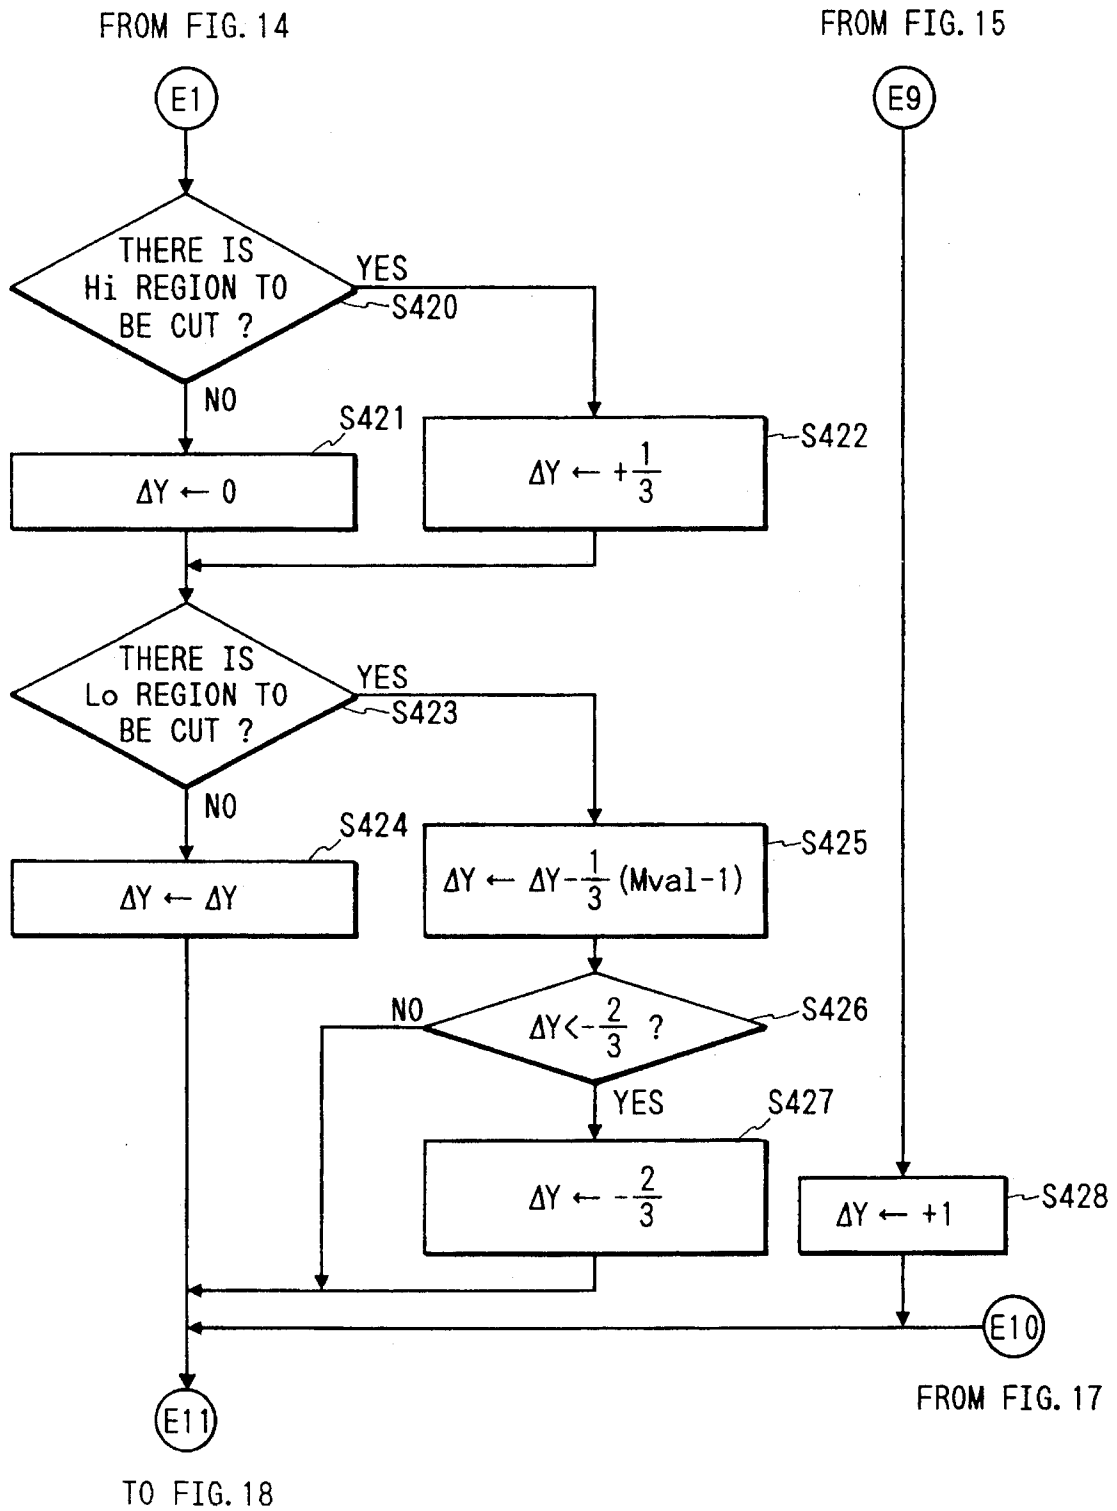 FROM FIG. 14
FROM FIG. 15
E1
E9
THERE IS
Hi REGION TO
BE CUT ?
YES
S420
NO
S421
S422
ΔY ← 0
ΔY ← +1/3
THERE IS
Lo REGION TO
BE CUT ?
YES
S423
NO
S424
S425
ΔY ← ΔY
ΔY ← ΔY-1/3 (Mval-1)
NO
S426
ΔY<-2/3 ?
YES
S427
ΔY ← -2/3
S428
ΔY ← +1
E10
FROM FIG. 17
E11
TO FIG. 18